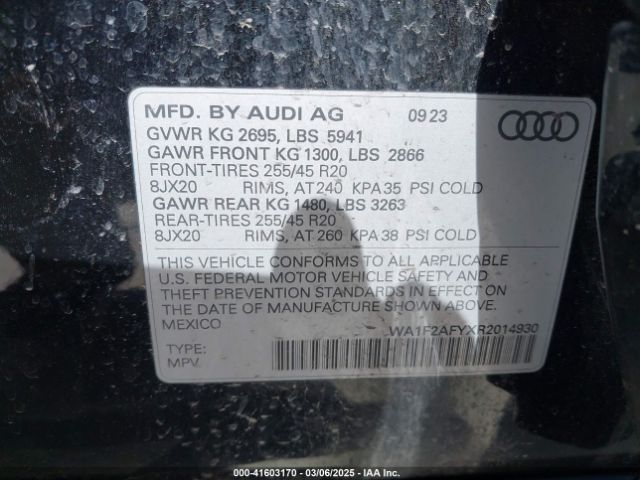 MFD. BY AUDI AG 09 23
GVWR KG 2695, LBS 5941
GAWR FRONT KG 1300, LBS 2866
FRONT-TIRES 255/45 R20
8JX20 RIMS, AT 240 KPA 35 PSI COLD
GAWR REAR KG 1480, LBS 3263
REAR-TIRES 255/45 R20
8JX20 RIMS, AT 260 KPA 38 PSI COLD
THIS VEHICLE CONFORMS TO ALL APPLICABLE
U.S. FEDERAL MOTOR VEHICLE SAFETY AND
THEFT PREVENTION STANDARDS IN EFFECT ON
THE DATE OF MANUFACTURE SHOWN ABOVE.
MEXICO WA1F2AFYXR2014930
TYPE:
MPV
000-41603170 — 03/06/2025 — IAA Inc.